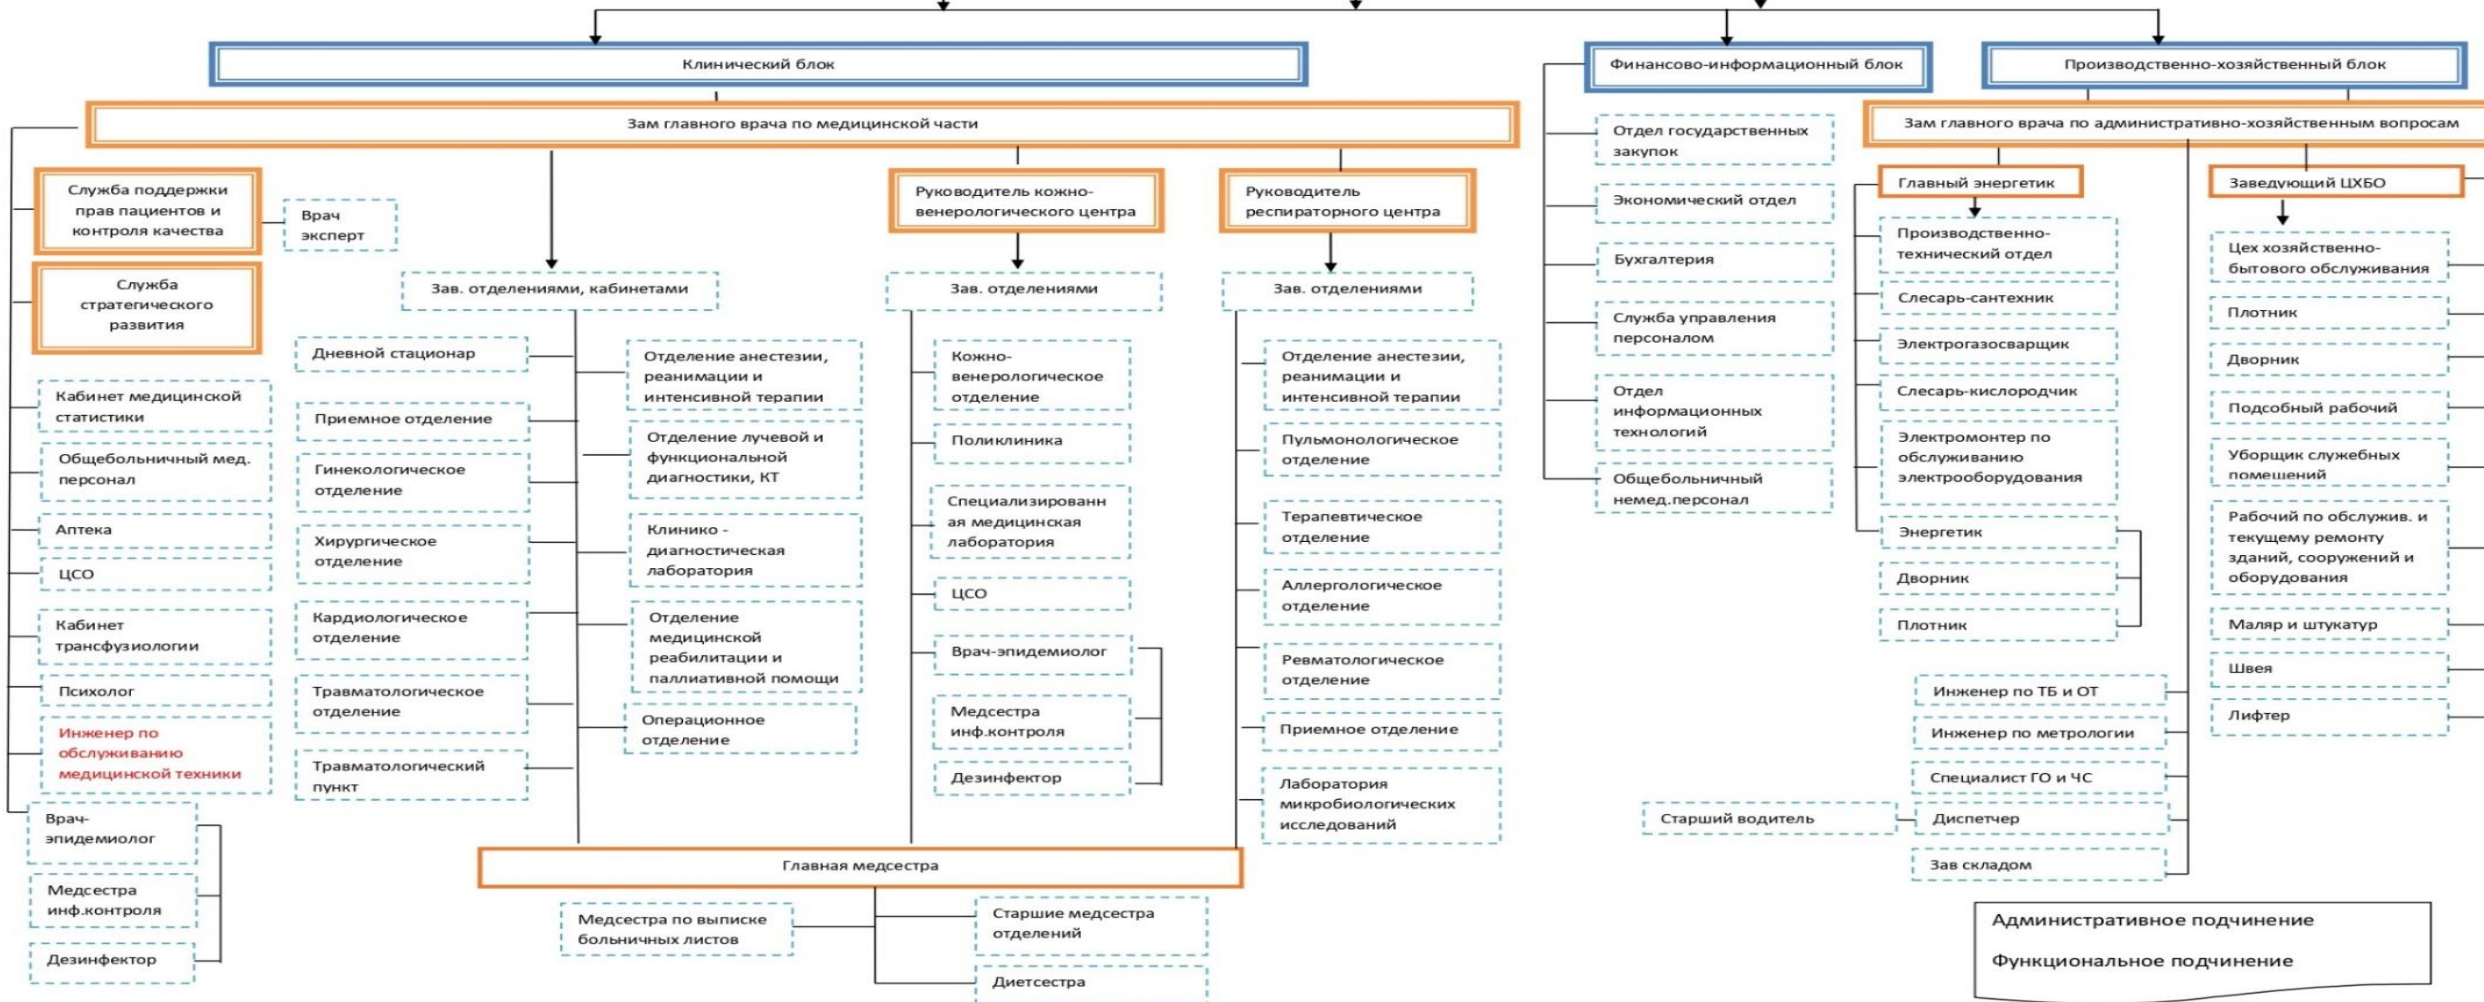 Клинический блок
Финансово-информационный блок
Производственно-хозяйственный блок
Зам главного врача по медицинской части
Зам главного врача по административно-хозяйственным вопросам
Служба поддержки
прав пациентов и
контроля качества
Врач
эксперт
Служба
стратегического
развития
Кабинет медицинской
статистики
Общебольничный мед.
персонал
Аптека
ЦСО
Кабинет
трансфузиологии
Психолог
Инженер по
обслуживанию
медицинской техники
Врач-
эпидемиолог
Медсестра
инф.контроля
Дезинфектор
Зав. отделениями, кабинетами
Дневной стационар
Приемное отделение
Гинекологическое
отделение
Хирургическое
отделение
Кардиологическое
отделение
Травматологическое
отделение
Травматологический
пункт
Отделение анестезии,
реанимации и
интенсивной терапии
Отделение лучевой и
функциональной
диагностики, КТ
Клинико -
диагностическая
лаборатория
Отделение
медицинской
реабилитации и
паллиативной помощи
Операционное
отделение
Руководитель кожно-
венерологического центра
Зав. отделениями
Кожно-
венерологическое
отделение
Поликлиника
Специализированн
ая медицинская
лаборатория
ЦСО
Врач-эпидемиолог
Медсестра
инф.контроля
Дезинфектор
Руководитель
респираторного центра
Зав. отделениями
Отделение анестезии,
реанимации и
интенсивной терапии
Пульмонологическое
отделение
Терапевтическое
отделение
Аллергологическое
отделение
Ревматологическое
отделение
Приемное отделение
Лаборатория
микробиологических
исследований
Главная медсестра
Медсестра по выписке
больничных листов
Старшие медсестра
отделений
Диетсестра
Отдел государственных
закупок
Экономический отдел
Бухгалтерия
Служба управления
персоналом
Отдел
информационных
технологий
Общебольничный
немед.персонал
Главный энергетик
Производственно-
технический отдел
Слесарь-сантехник
Электрогазосварщик
Слесарь-кислородчик
Электромонтер по
обслуживанию
электрооборудования
Энергетик
Дворник
Плотник
Инженер по ТБ и ОТ
Инженер по метрологии
Специалист ГО и ЧС
Старший водитель
Диспетчер
Зав складом
Заведующий ЦХБО
Цех хозяйственно-
бытового обслуживания
Плотник
Дворник
Подсобный рабочий
Уборщик служебных
помешений
Рабочий по обслужив. и
текущему ремонту
зданий, сооружений и
оборудования
Маляр и штукатур
Швея
Лифтер
Административное подчинение
Функциональное подчинение